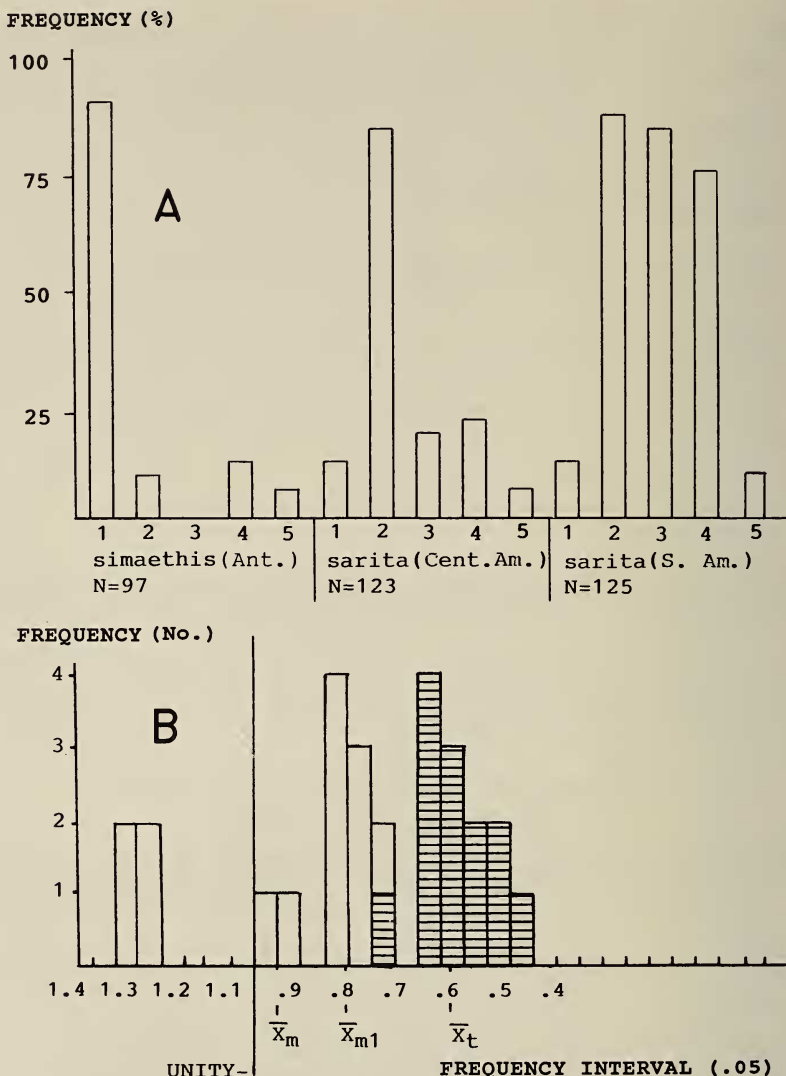 FREQUENCY (%)
100
75
50
25
A
1 2 3 4 5 1 2 3 4 5 1 2 3 4 5
simaethis(Ant.) sarita(Cent.Am.) sarita(S. Am.)
N=97 N=123 N=125
FREQUENCY (No.)
4
3
2
1
B
1.4 1.3 1.2 1.1 .9 .8 .7 .6 .5 .4
X̅m X̅m1 X̅t
UNITY- FREQUENCY INTERVAL (.05)